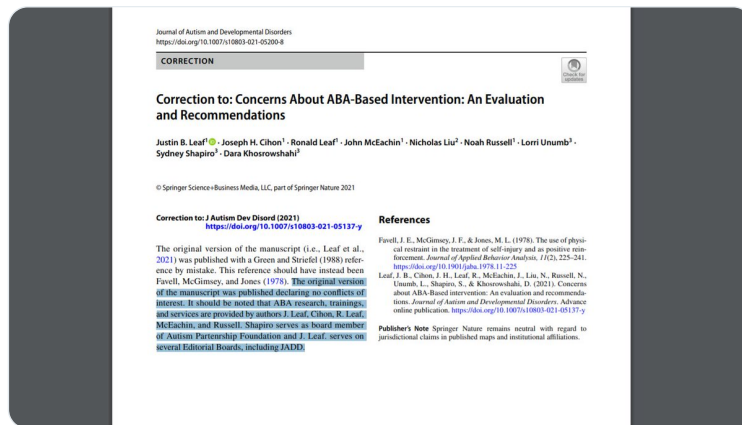 Journal of Autism and Developmental Disorders
https://doi.org/10.1007/s10803-021-05200-8
CORRECTION
Check for
updates
Correction to: Concerns About ABA-Based Intervention: An Evaluation
and Recommendations
Justin B. Leaf¹ · Joseph H. Cihon¹ · Ronald Leaf¹ · John McEachin¹ · Nicholas Liu² · Noah Russell¹ · Lorri Unumb¹ ·
Sydney Shapiro³ · Dara Khosrowshahi³
© Springer Science+Business Media, LLC, part of Springer Nature 2021
Correction to: J Autism Dev Disord (2021)
https://doi.org/10.1007/s10803-021-05137-y
The original version of the manuscript (i.e., Leaf et al.,
2021) was published with a Green and Striefel (1988) refer-
ence by mistake. This reference should have instead been
Favell, McGimsey, and Jones (1978). The original version
of the manuscript was published declaring no conflicts of
interest. It should be noted that ABA research, trainings,
and services are provided by authors J. Leaf, Cihon, R. Leaf,
McEachin, and Russell. Shapiro serves as board member
of Autism Partenrship Foundation and J. Leaf. serves on
several Editorial Boards, including JADD.
References
Favell, J. E., McGimsey, J. F., & Jones, M. L. (1978). The use of physi-
cal restraint in the treatment of self-injury and as positive rein-
forcement. Journal of Applied Behavior Analysis, 11(2), 225–241.
https://doi.org/10.1901/jaba.1978.11-225
Leaf, J. B., Cihon, J. H., Leaf, R., McEachin, J., Liu, N., Russell, N.,
Unumb, L., Shapiro, S., & Khosrowshahi, D. (2021). Concerns
about ABA-Based intervention: An evaluation and recommenda-
tions. Journal of Autism and Developmental Disorders. Advance
online publication. https://doi.org/10.1007/s10803-021-05137-y
Publisher's Note Springer Nature remains neutral with regard to
jurisdictional claims in published maps and institutional affiliations.